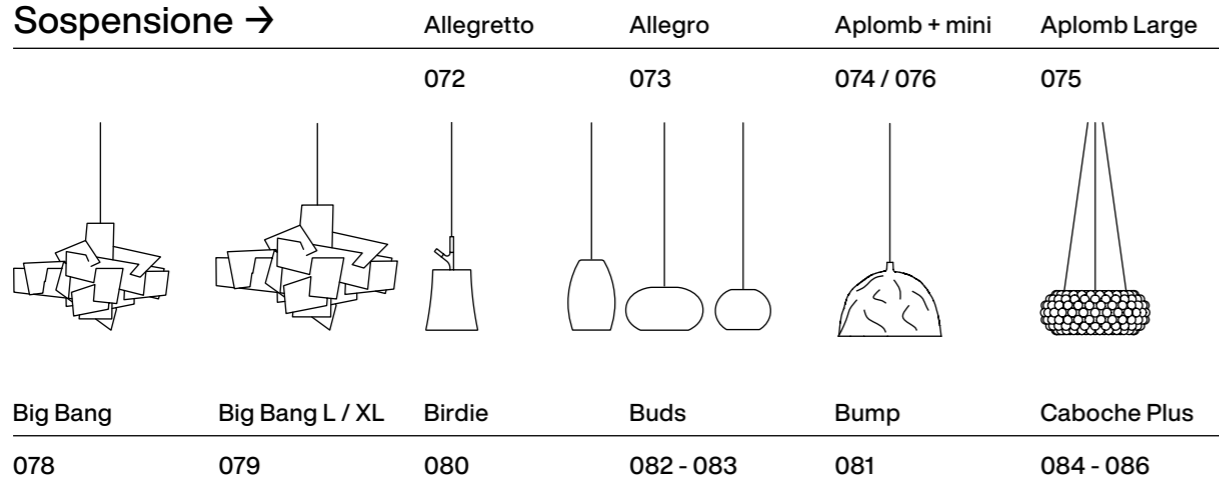 Sospensione → Allegretto Allegro Aplomb + mini Aplomb Large
072 073 074 / 076 075
Big Bang Big Bang L / XL Birdie Buds Bump Caboche Plus
078 079 080 082 - 083 081 084 - 086